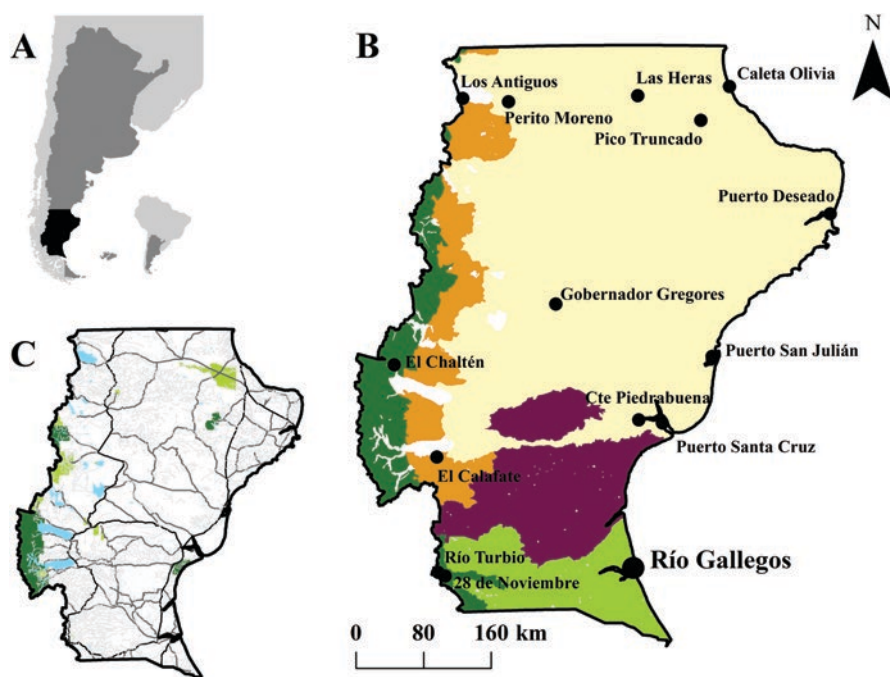 A
B
N
Los Antiguos
Las Heras
Caleta Olivia
Perito Moreno
Pico Truncado
Puerto Deseado
Gobernador Gregores
C
El Chaltén
Puerto San Julián
Cte Piedrabuena
Puerto Santa Cruz
El Calafate
Río Turbio
Río Gallegos
28 de Noviembre
0 80 160 km